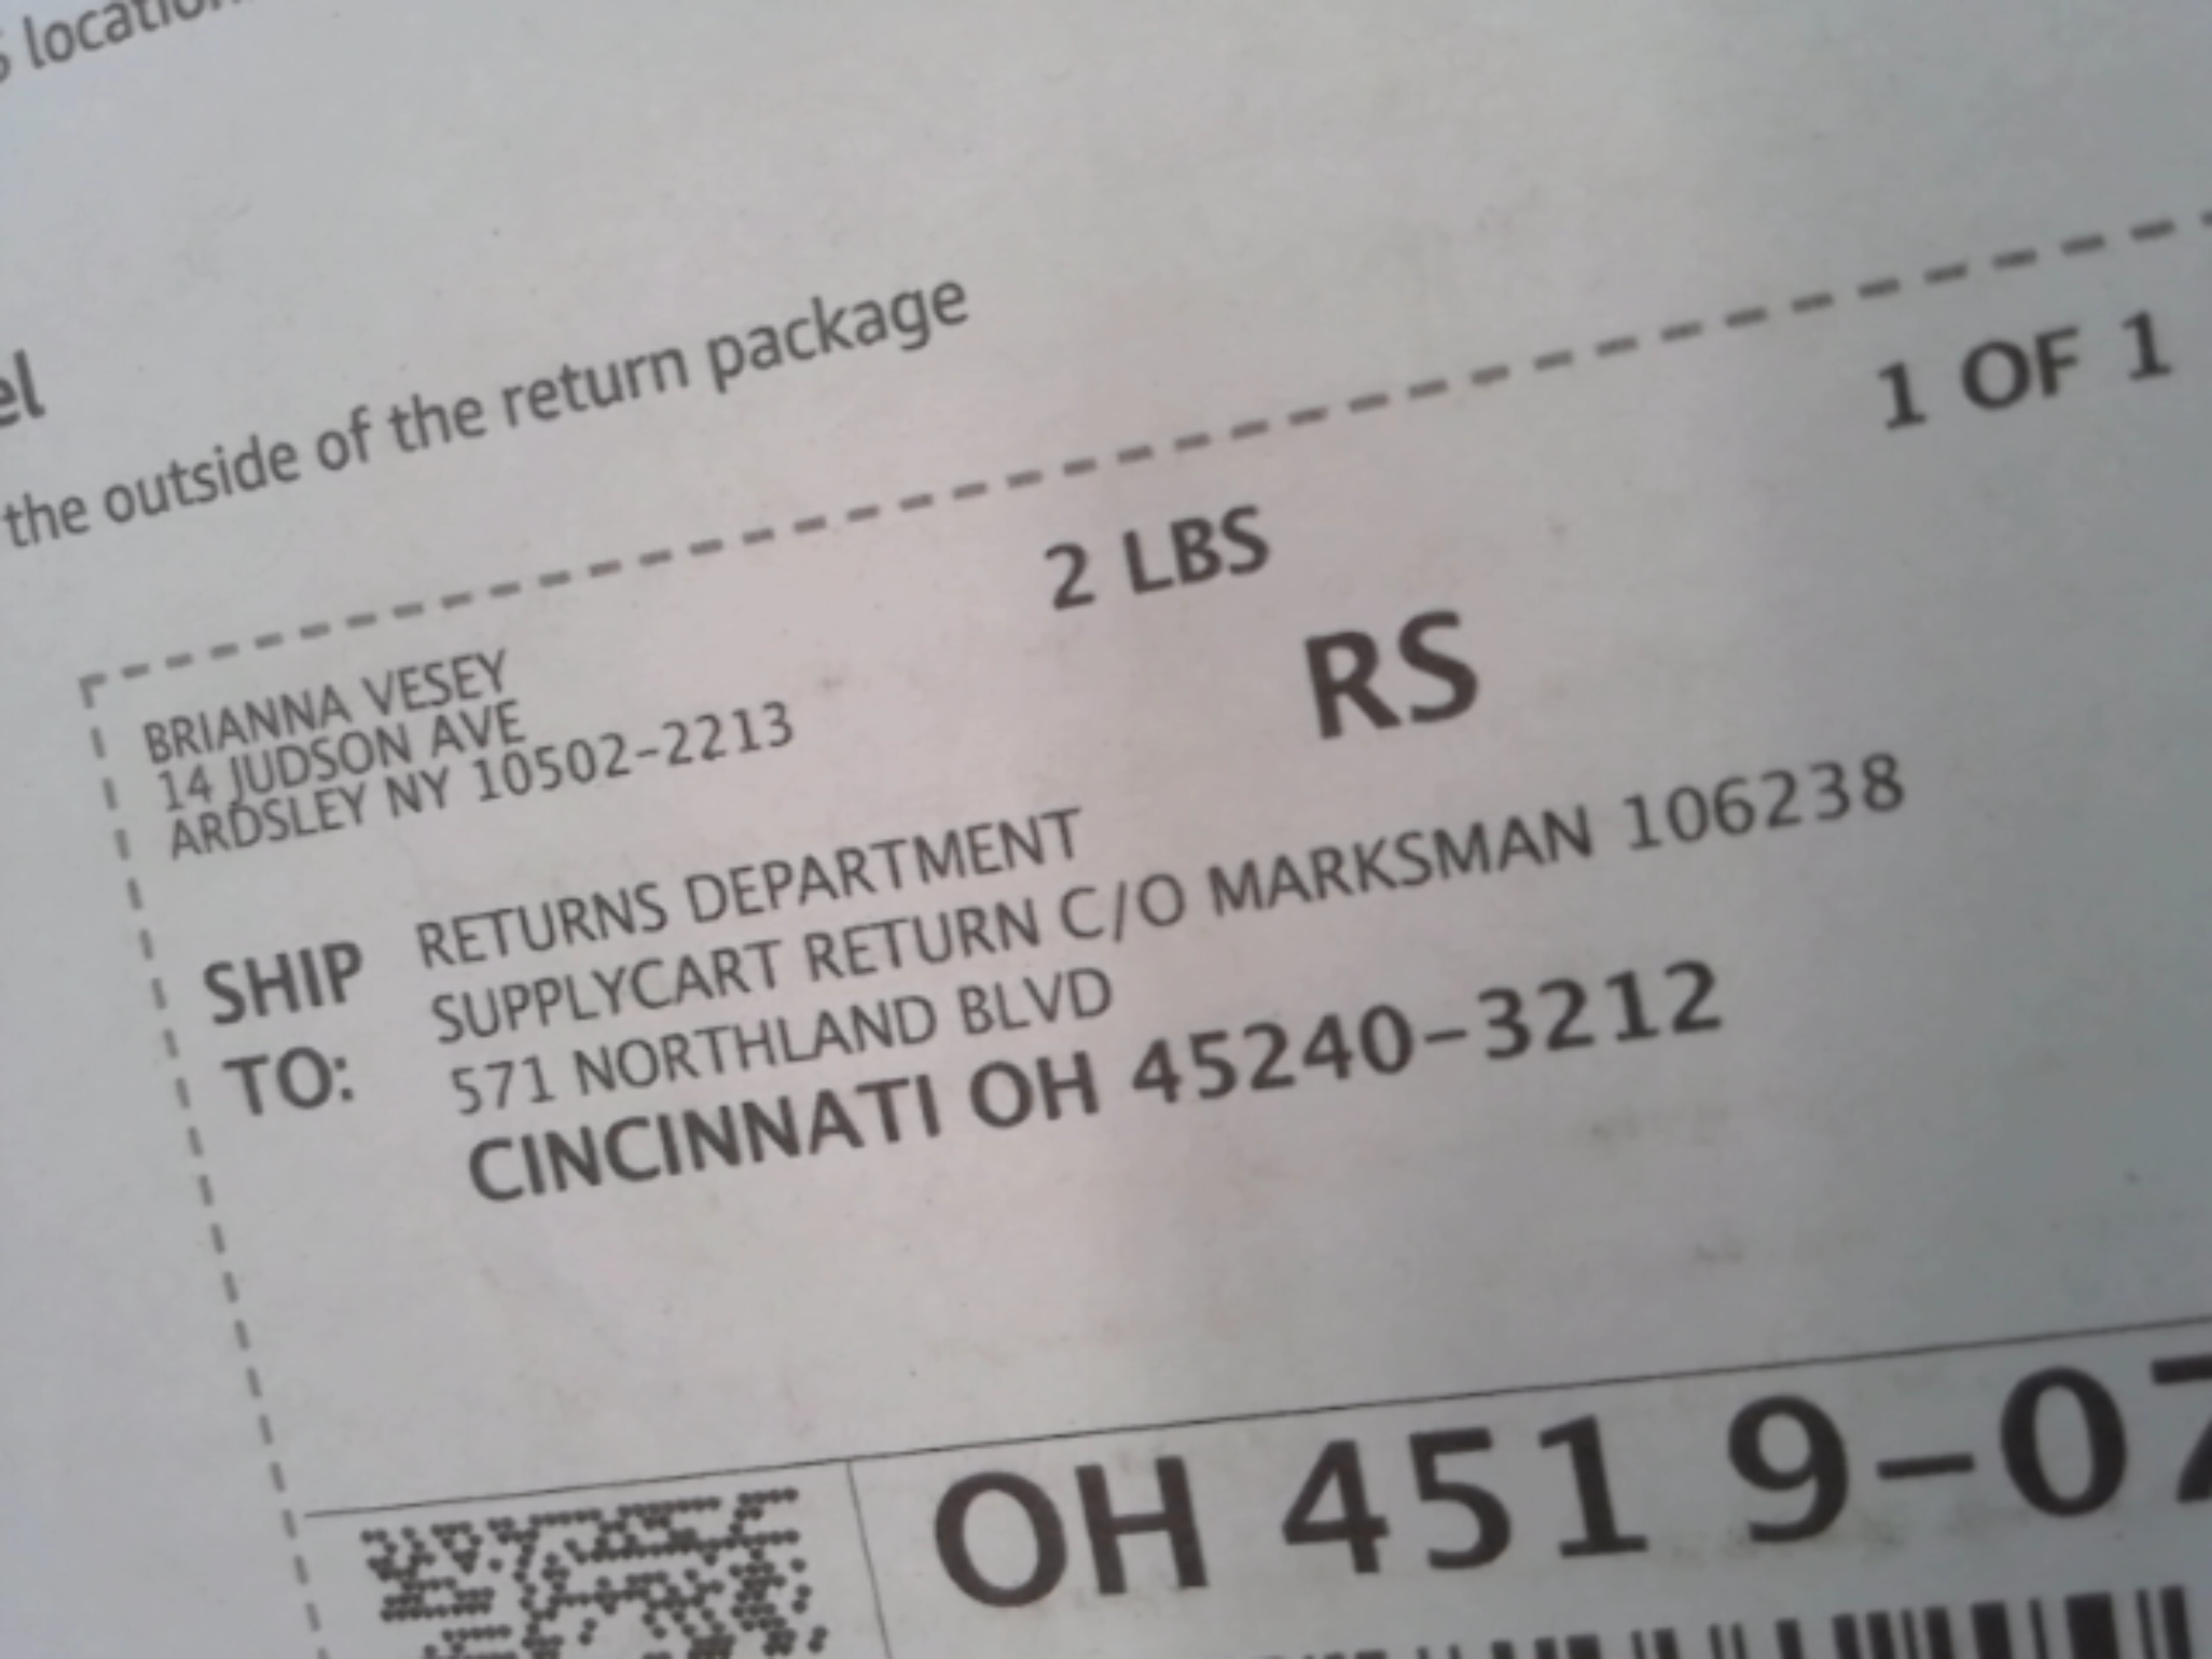 location
el
the outside of the return package
1 OF 1
2 LBS
RS
BRIANNA VESEY
14 JUDSON AVE
ARDSLEY NY 10502-2213
SHIP TO:
RETURNS DEPARTMENT
SUPPLYCART RETURN C/O MARKSMAN 106238
571 NORTHLAND BLVD
CINCINNATI OH 45240-3212
OH 451 9-07